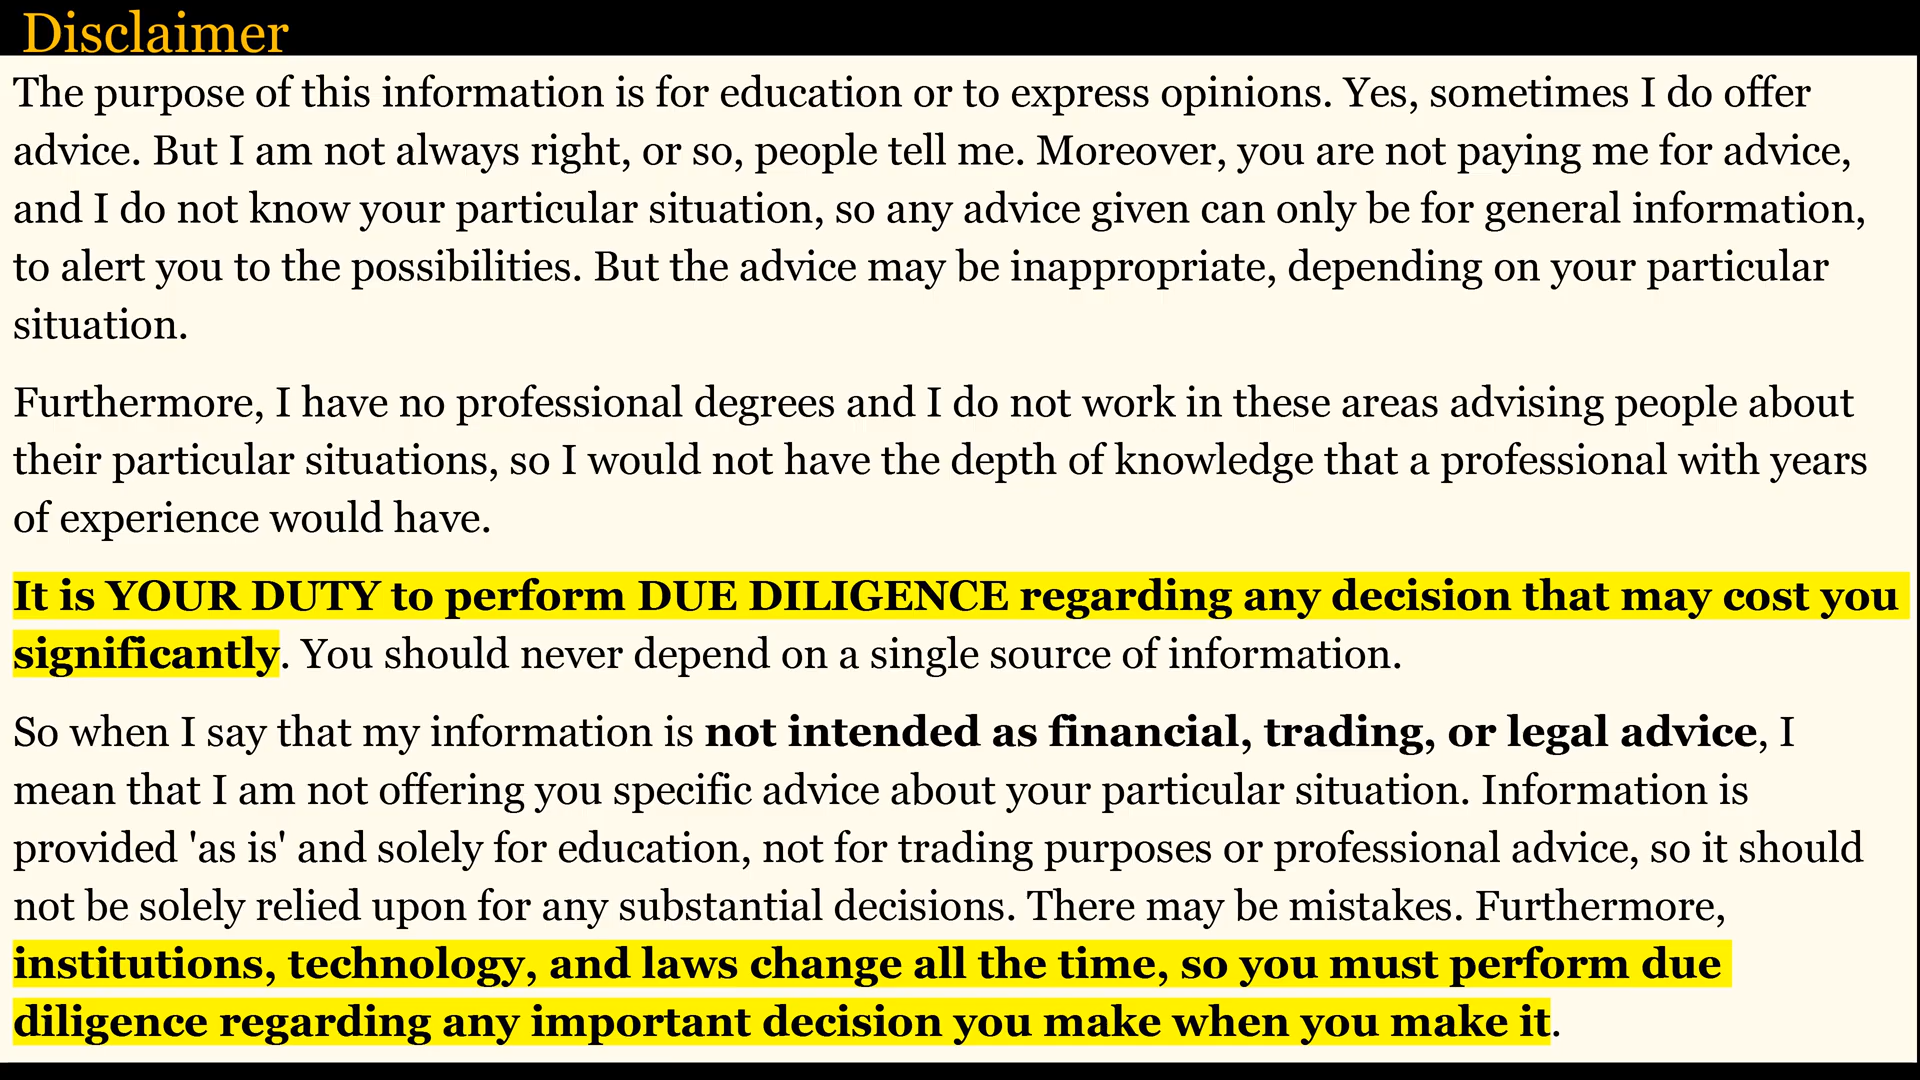 Disclaimer
The purpose of this information is for education or to express opinions. Yes, sometimes I do offer
advice. But I am not always right, or so, people tell me. Moreover, you are not paying me for advice,
and I do not know your particular situation, so any advice given can only be for general information,
to alert you to the possibilities. But the advice may be inappropriate, depending on your particular
situation.
Furthermore, I have no professional degrees and I do not work in these areas advising people about
their particular situations, so I would not have the depth of knowledge that a professional with years
of experience would have.
It is YOUR DUTY to perform DUE DILIGENCE regarding any decision that may cost you
significantly. You should never depend on a single source of information.
So when I say that my information is not intended as financial, trading, or legal advice, I
mean that I am not offering you specific advice about your particular situation. Information is
provided 'as is' and solely for education, not for trading purposes or professional advice, so it should
not be solely relied upon for any substantial decisions. There may be mistakes. Furthermore,
institutions, technology, and laws change all the time, so you must perform due
diligence regarding any important decision you make when you make it.